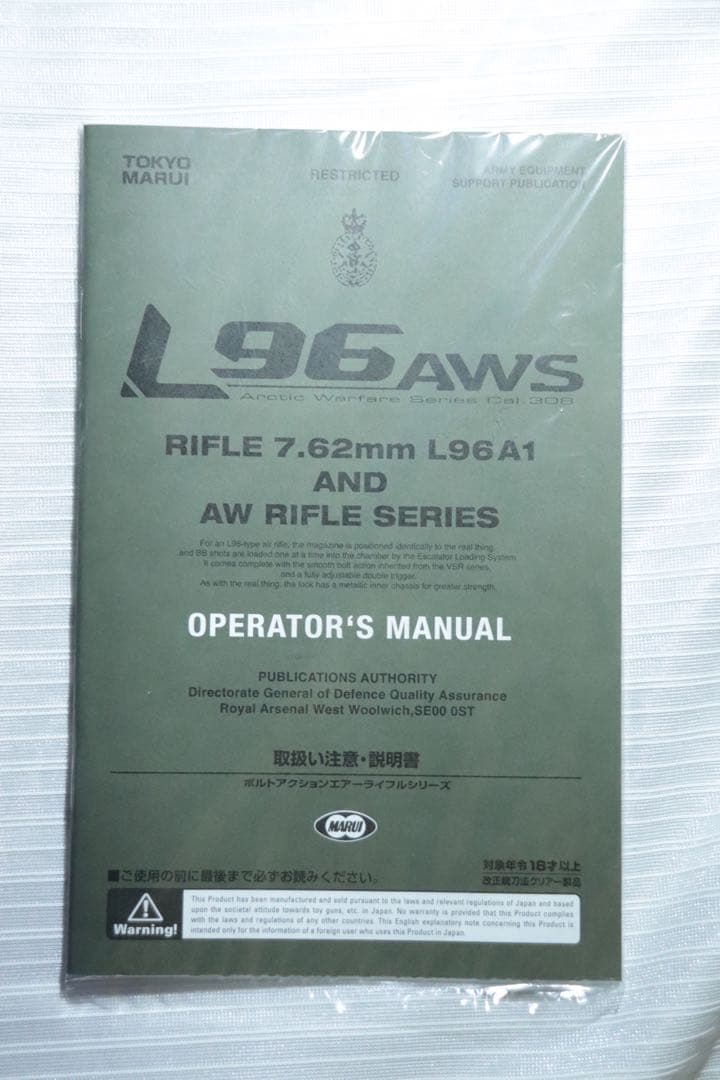 TOKYO
MARUI
RESTRICTED
ARMY EQUIPMENT
SUPPORT PUBLICATION
L96 AWS
Arctic Warfare Series Cal.308
RIFLE 7.62mm L96A1
AND
AW RIFLE SERIES
For an L96-type air rifle, the magazine is positioned identically to the real thing.
and BB shots are loaded one at a time into the chamber by the Escalator Loading System.
It comes complete with the smooth bolt action inherited from the VSR series,
and a fully adjustable double trigger.
As with the real thing, the lock has a metallic inner chassis for greater strength.
OPERATOR'S MANUAL
PUBLICATIONS AUTHORITY
Directorate General of Defence Quality Assurance
Royal Arsenal West Woolwich,SE00 0ST
取扱い注意・説明書
ボルトアクションエアーライフルシリーズ
MARUI
■ご使用の前に最後まで必ずお読みください。
対象年令18才以上
改正銃刀法クリアー部品
Warning!
This Product has been manufactured and sold pursuant to the laws and relevant regulations of Japan and based
upon the societal attitude towards toy guns, etc. in Japan. No warranty is provided that this Product complies
with the laws and regulations of any other countries. This English explanatory note concerning this Product is
intended only for the information of a foreign user who uses this Product in Japan.